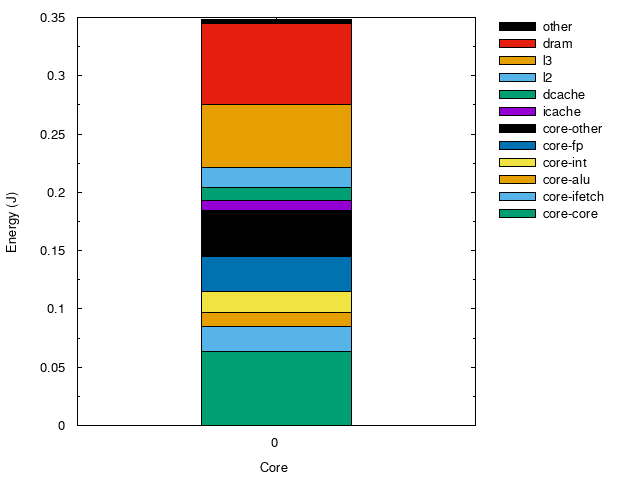 0.35
0.3
0.25
0.2
0.15
0.1
0.05
0
Energy (J)
0
Core
other
dram
l3
l2
dcache
icache
core-other
core-fp
core-int
core-alu
core-ifetch
core-core